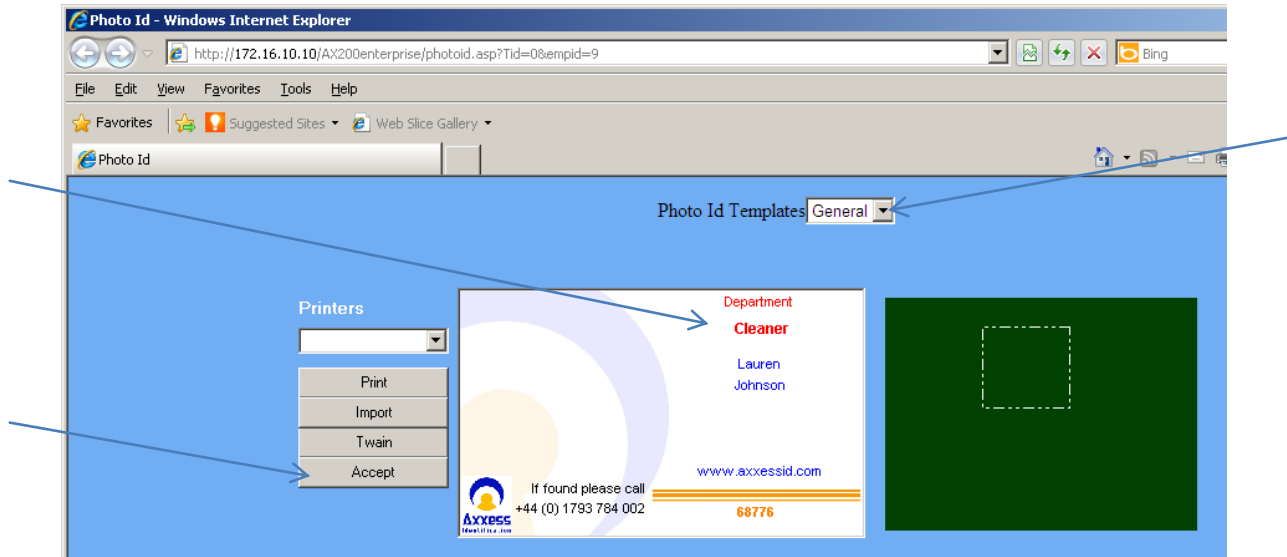 Photo Id - Windows Internet Explorer
http://172.16.10.10/AX200enterprise/photoid.asp?Tid=0&empid=9
Bing
File Edit View Favorites Tools Help
Favorites Suggested Sites Web Slice Gallery
Photo Id
Photo Id Templates General
Printers
Print
Import
Twain
Accept
Department
Cleaner
Lauren
Johnson
www.axxessid.com
If found please call
+44 (0) 1793 784 002
68776
Axxess
Identification